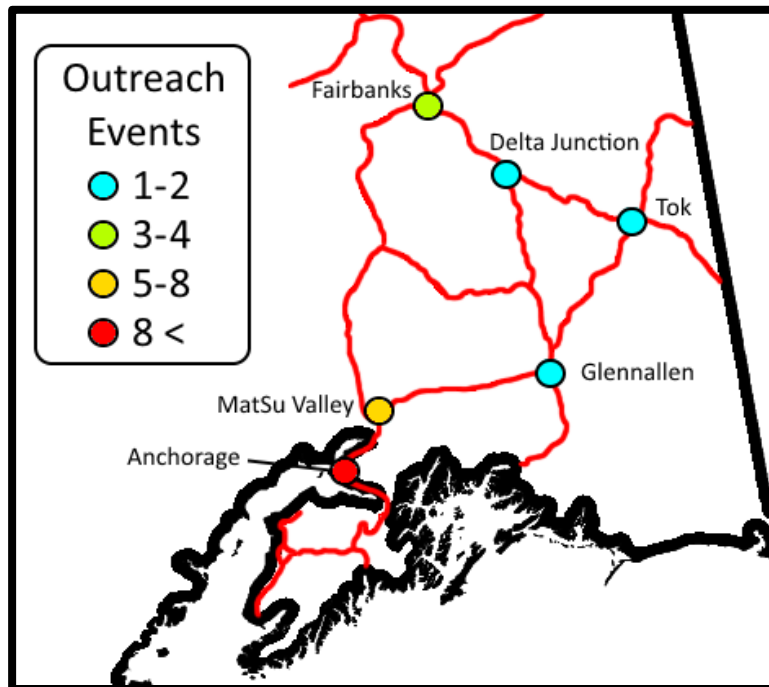 Outreach
Events
1-2
3-4
5-8
8 <
Fairbanks
Delta Junction
Tok
Glennallen
MatSu Valley
Anchorage